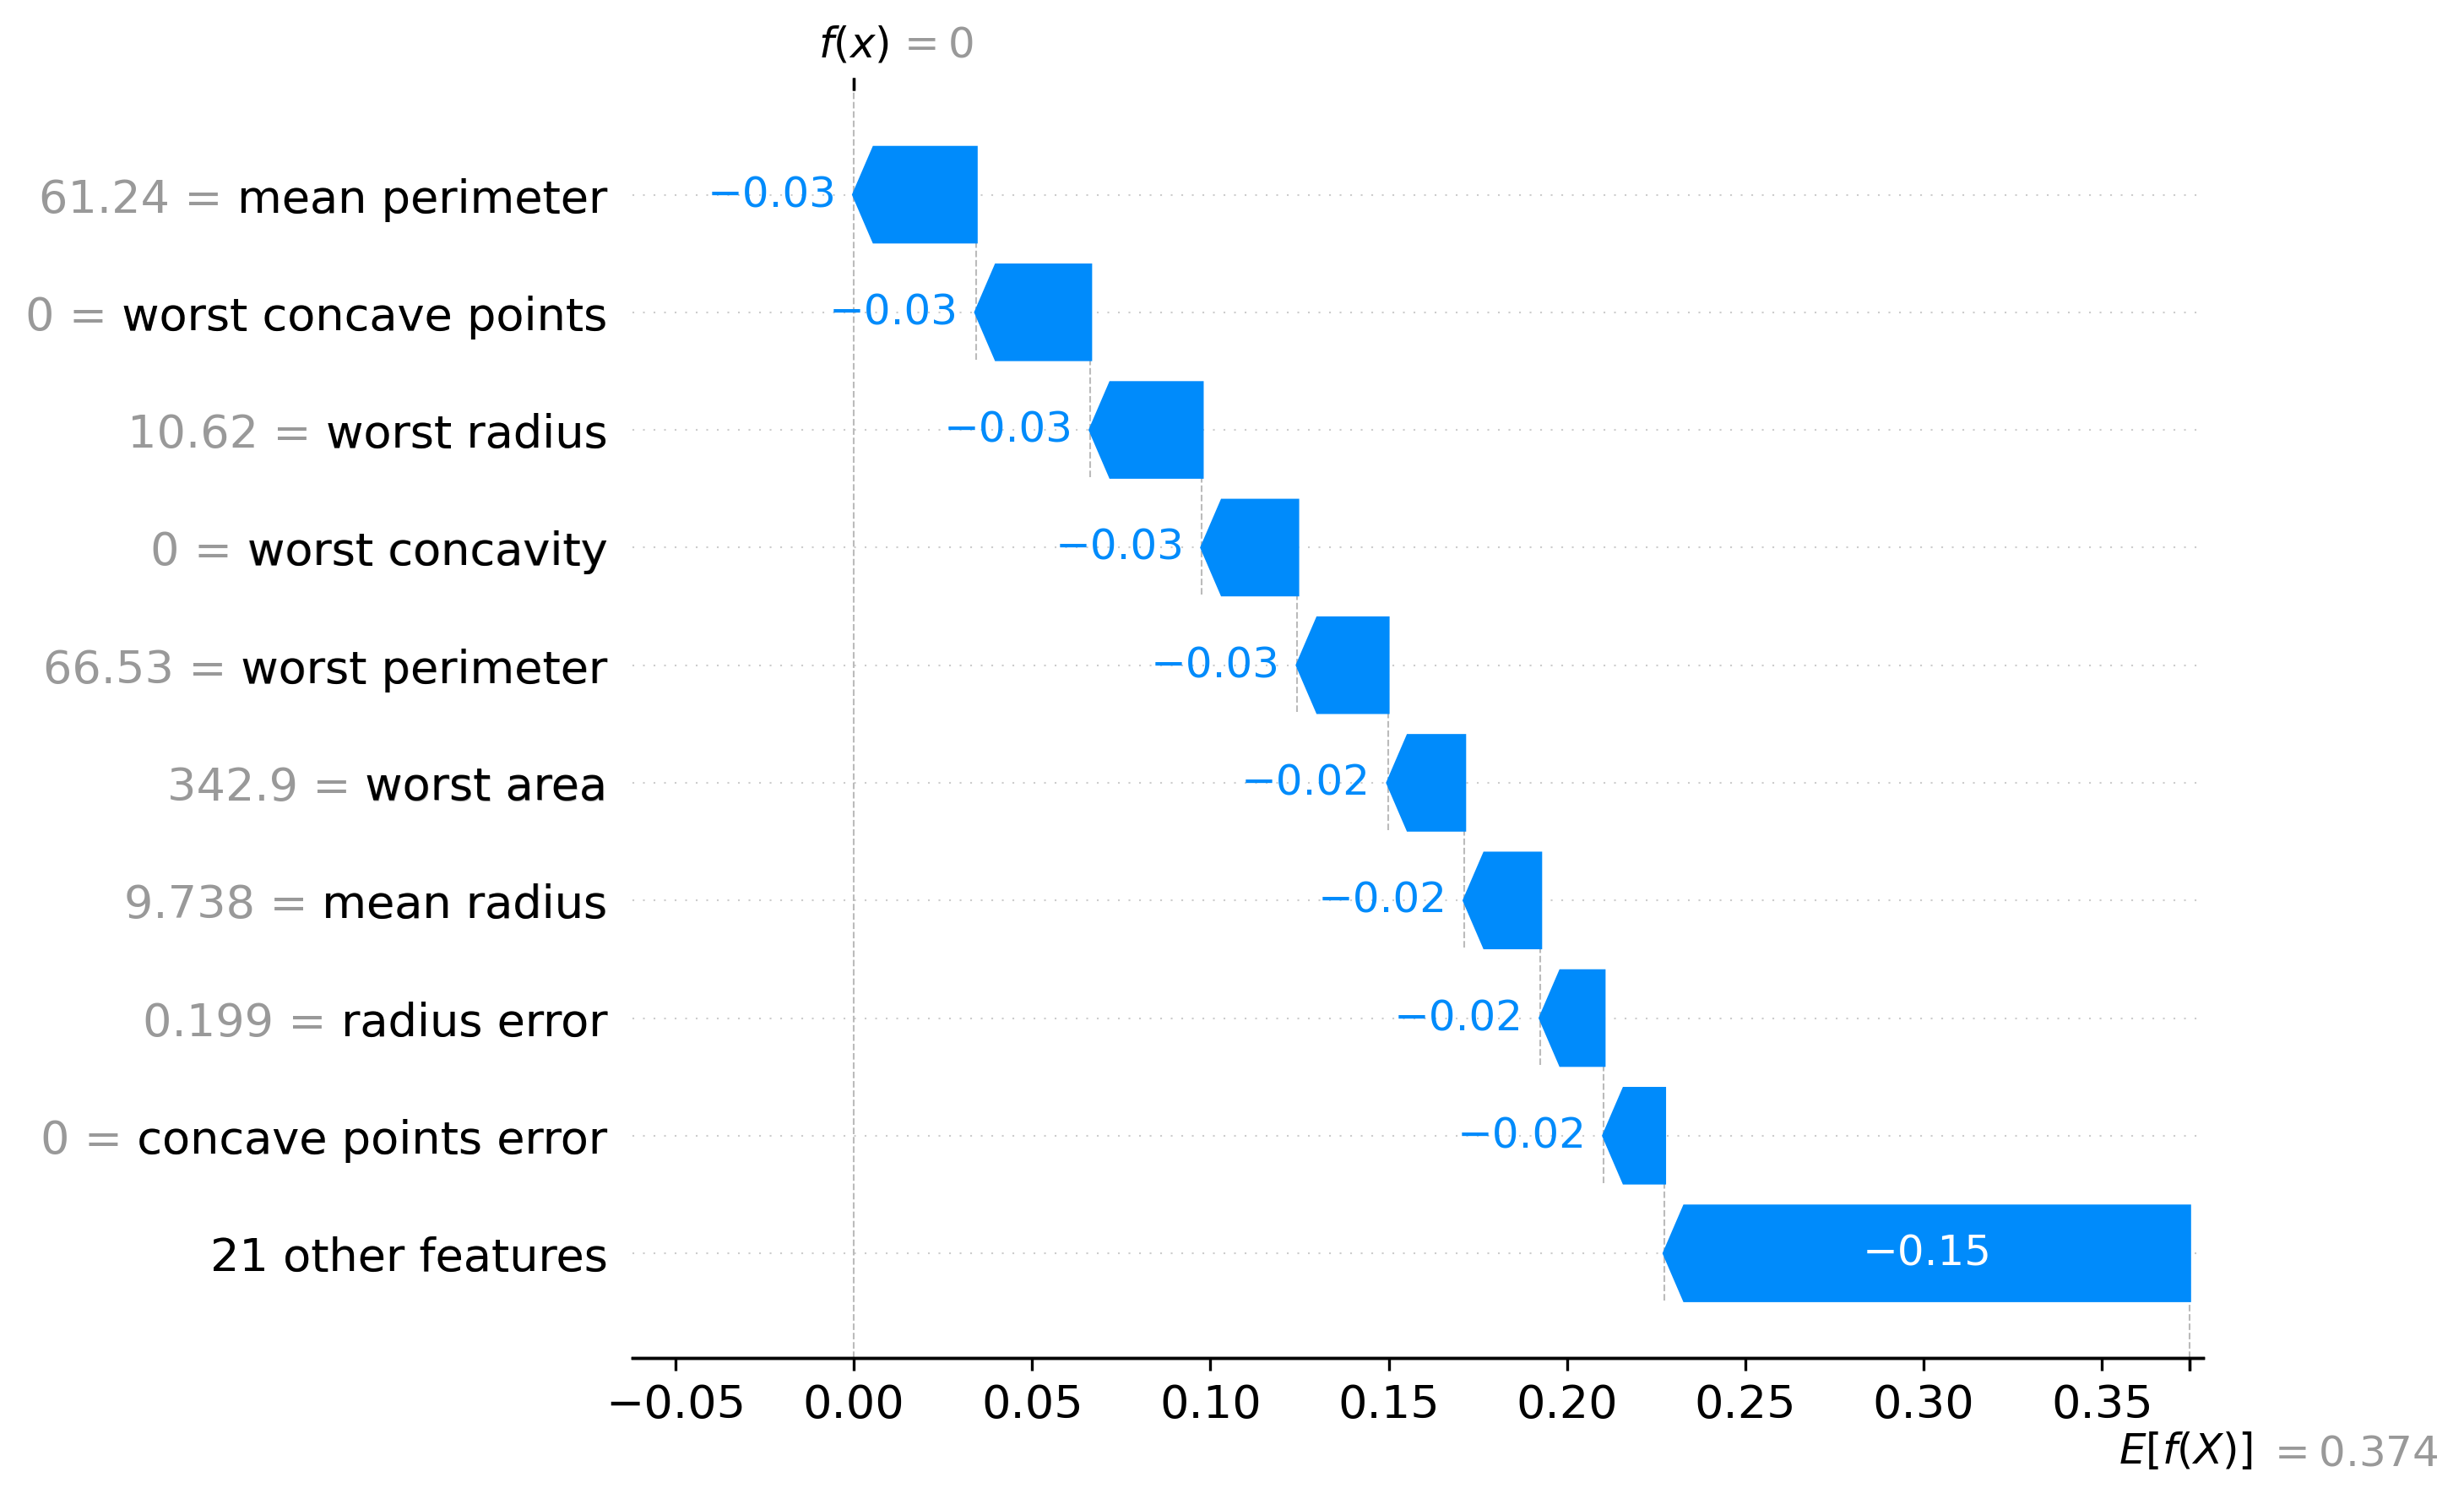 f(x) = 0
61.24 = mean perimeter −0.03
0 = worst concave points −0.03
10.62 = worst radius −0.03
0 = worst concavity −0.03
66.53 = worst perimeter −0.03
342.9 = worst area −0.02
9.738 = mean radius −0.02
0.199 = radius error −0.02
0 = concave points error −0.02
21 other features −0.15
−0.05 0.00 0.05 0.10 0.15 0.20 0.25 0.30 0.35
E[f(X)] = 0.374